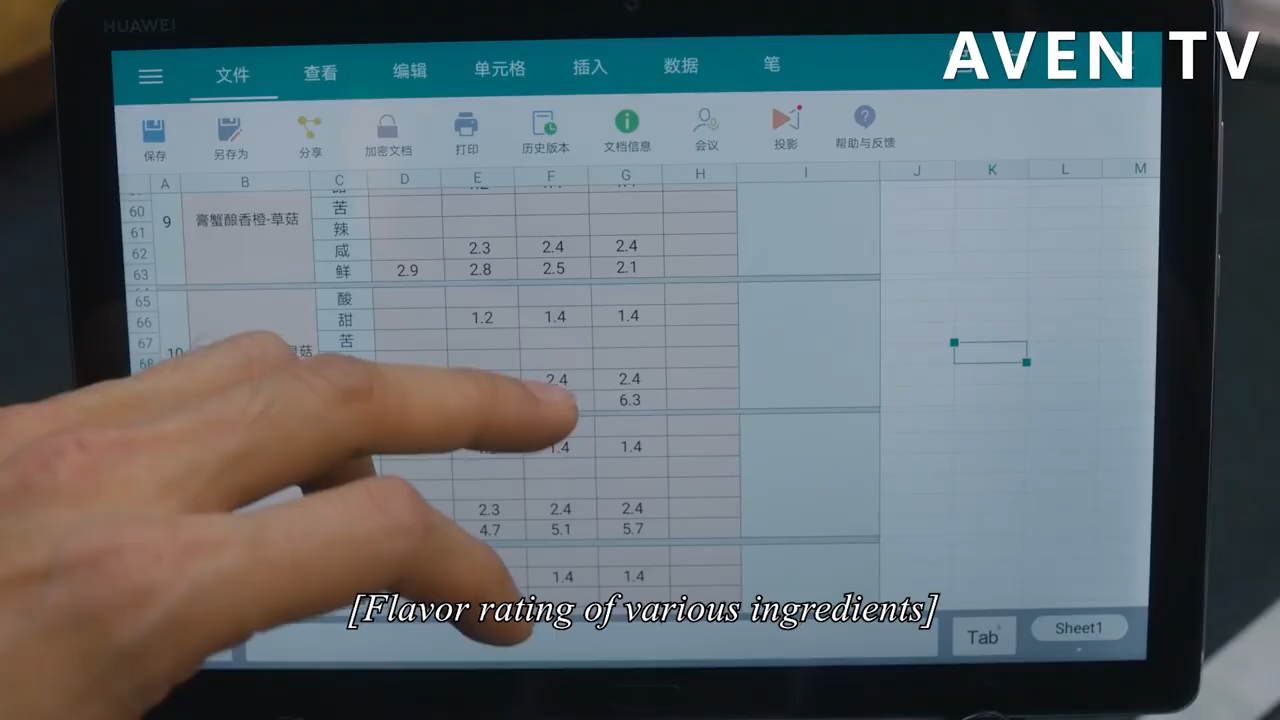 HUAWEI
AVEN TV
文件 查看 编辑 单元格 插入 数据 笔
保存 另存为 分享 加密文档 打印 历史版本 文档信息 会议 投影 帮助与反馈
A B C D E F G H I J K L M
60 苦
61 9 膏蟹酿香橙-草菇 辣
62 咸 2.3 2.4 2.4
63 鲜 2.9 2.8 2.5 2.1
65 酸
66 甜 1.2 1.4 1.4
67 苦
68 10 菇
2.4 2.4
6.3
1.4 1.4
2.3 2.4 2.4
4.7 5.1 5.7
1.4 1.4
[Flavor rating of various ingredients]
Tab Sheet1